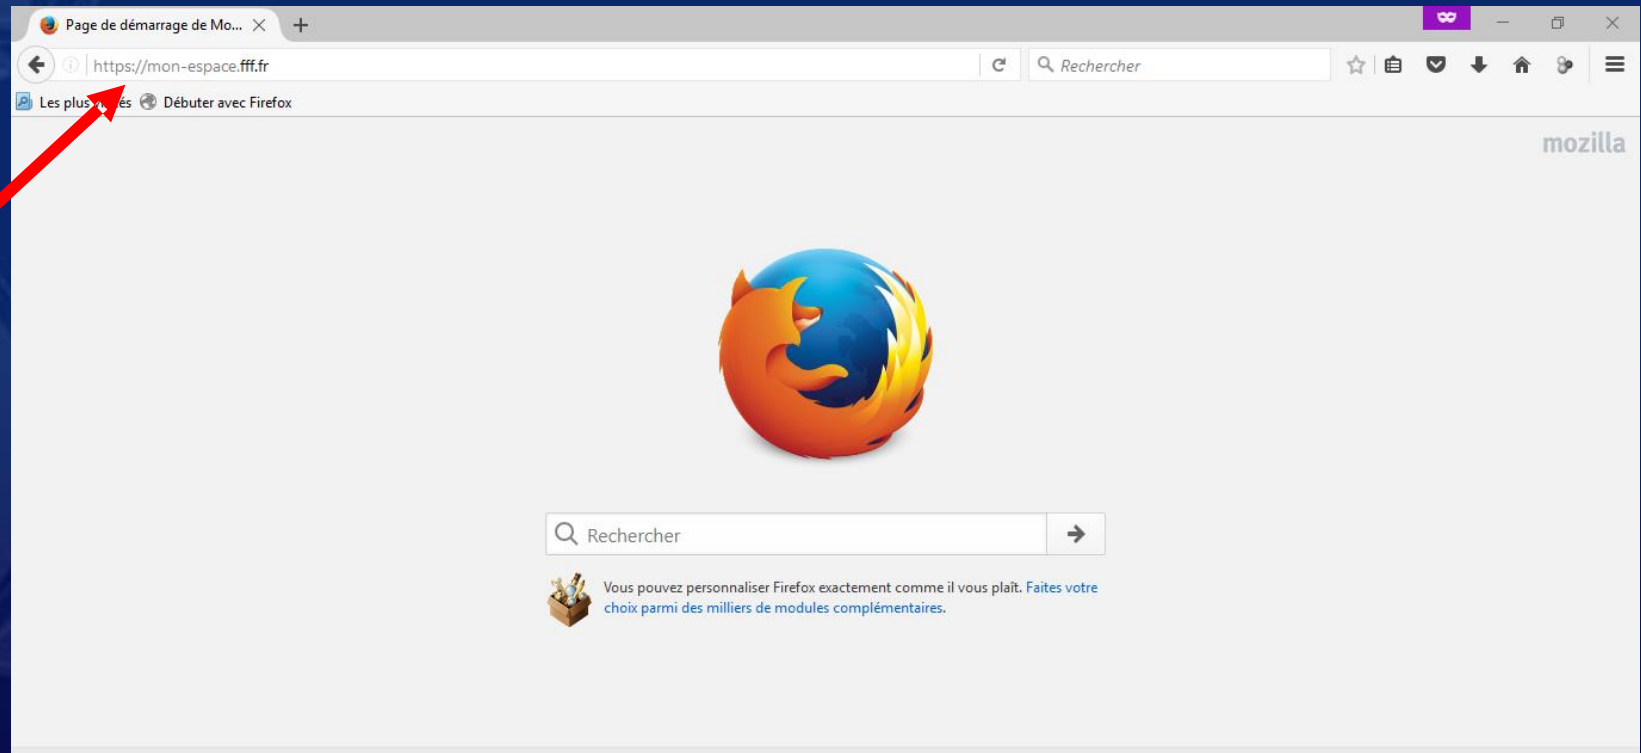 Page de démarrage de Mo...
https://mon-espace.fff.fr
Rechercher
Les plus
Débuter avec Firefox
mozilla
Rechercher
Vous pouvez personnaliser Firefox exactement comme il vous plaît. Faites votre
choix parmi des milliers de modules complémentaires.